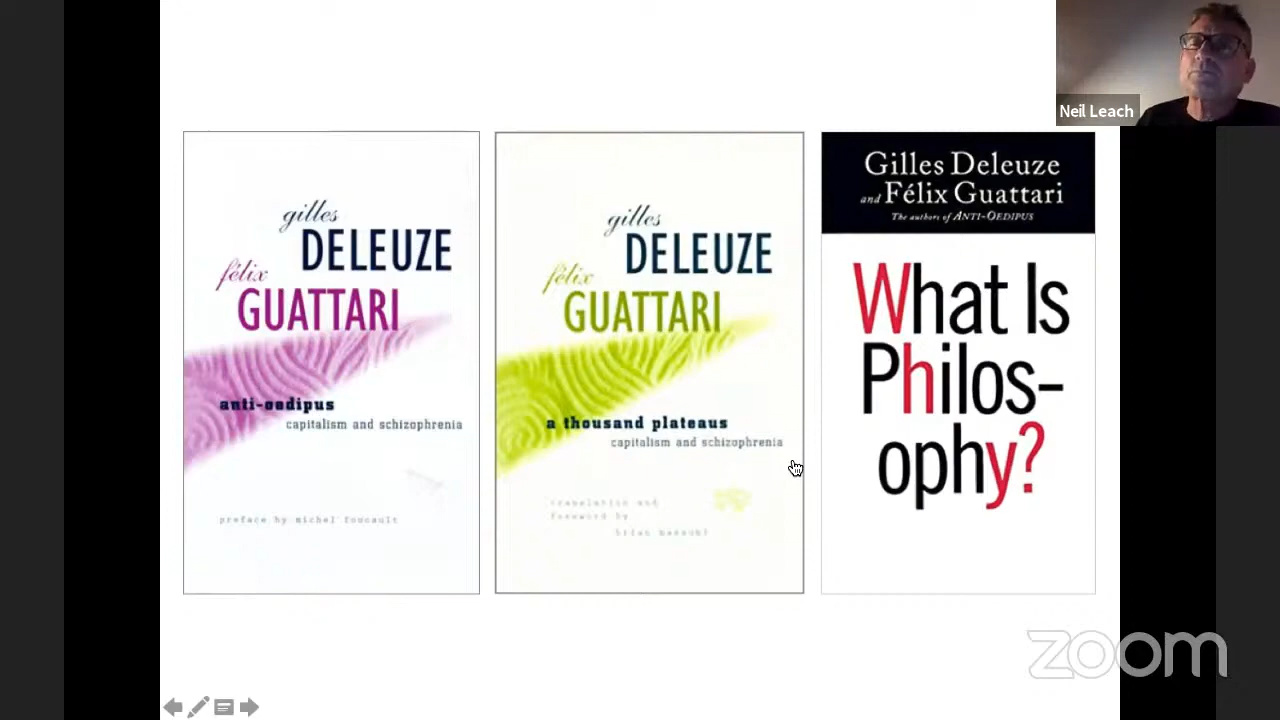 Neil Leach
gilles
DELEUZE
félix
GUATTARI
anti-oedipus
capitalism and schizophrenia
preface by michel foucault
gilles
DELEUZE
félix
GUATTARI
a thousand plateaus
capitalism and schizophrenia
translation and
foreword by
brian massumi
Gilles Deleuze
and Félix Guattari
The authors of ANTI-OEDIPUS
What Is
Philos-
ophy?
zoom